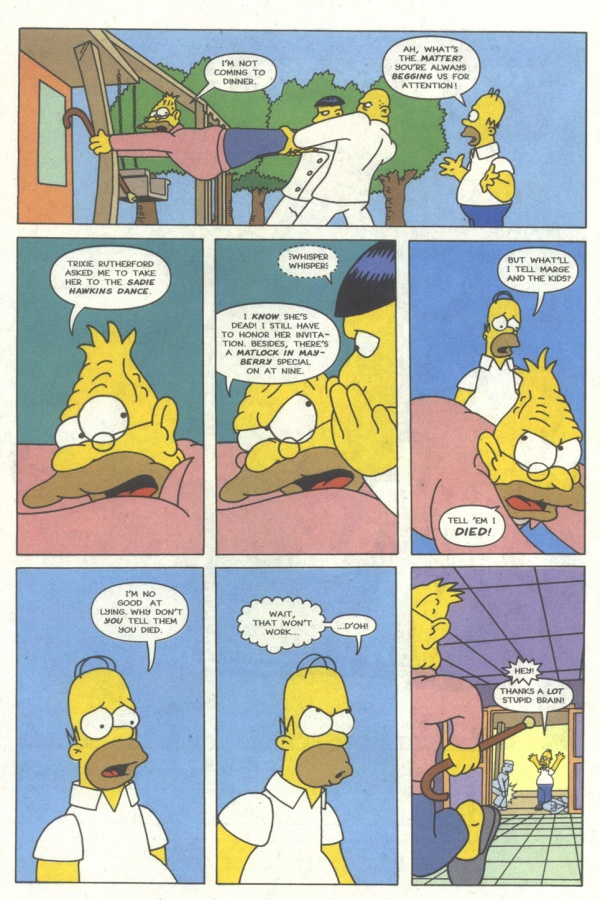 I'M NOT
COMING TO
DINNER.
AH, WHAT'S
THE MATTER?
YOU'RE ALWAYS
BEGGING US FOR
ATTENTION!
TRIXIE RUTHERFORD
ASKED ME TO TAKE
HER TO THE SADIE
HAWKINS DANCE.
WHISPER
WHISPER
I KNOW SHE'S
DEAD! I STILL HAVE
TO HONOR HER INVITA-
TION. BESIDES, THERE'S
A MATLOCK IN MAY-
BERRY SPECIAL
ON AT NINE.
BUT WHAT'LL
I TELL MARGE
AND THE KIDS?
TELL 'EM I
DIED!
I'M NO
GOOD AT
LYING. WHY DON'T
YOU TELL THEM
YOU DIED.
WAIT,
THAT WON'T
WORK...
...D'OH!
HEY!
THANKS A LOT
STUPID BRAIN!